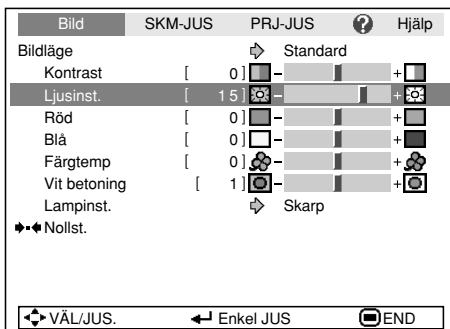 Bild SKM-JUS PRJ-JUS ? Hjälp
Bildläge Standard
Kontrast [ 0] - +
Ljusinst. [ 15] - +
Röd [ 0] - +
Blå [ 0] - +
Färgtemp [ 0] - +
Vit betoning [ 1] - +
Lampinst. Skarp
Nollst.
VÄL/JUS. Enkel JUS END